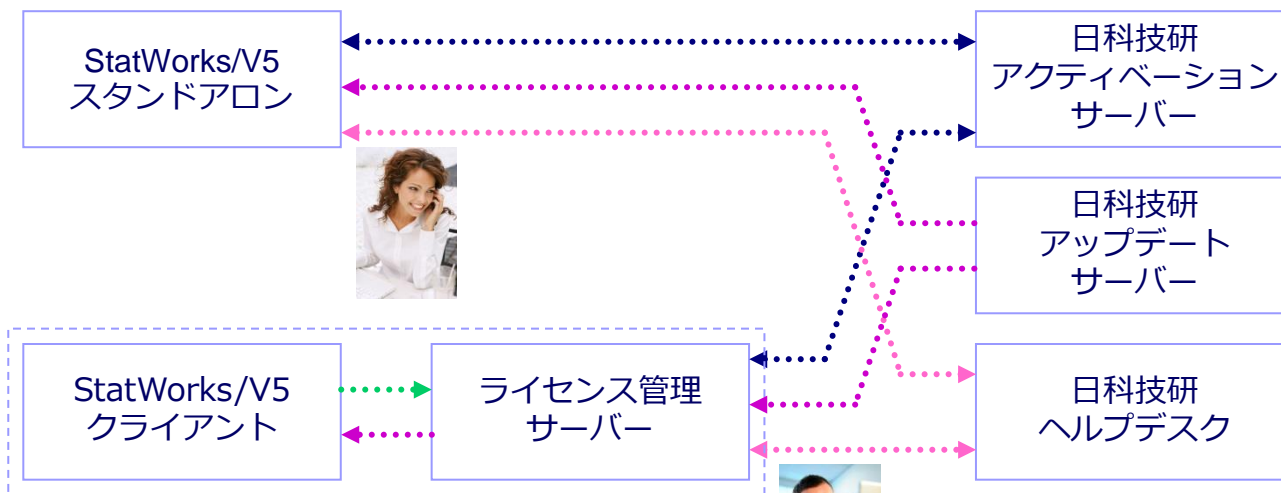 StatWorks/V5
スタンドアロン
日科技研
アクティベーション
サーバー
日科技研
アップデート
サーバー
StatWorks/V5
クライアント
ライセンス管理
サーバー
日科技研
ヘルプデスク